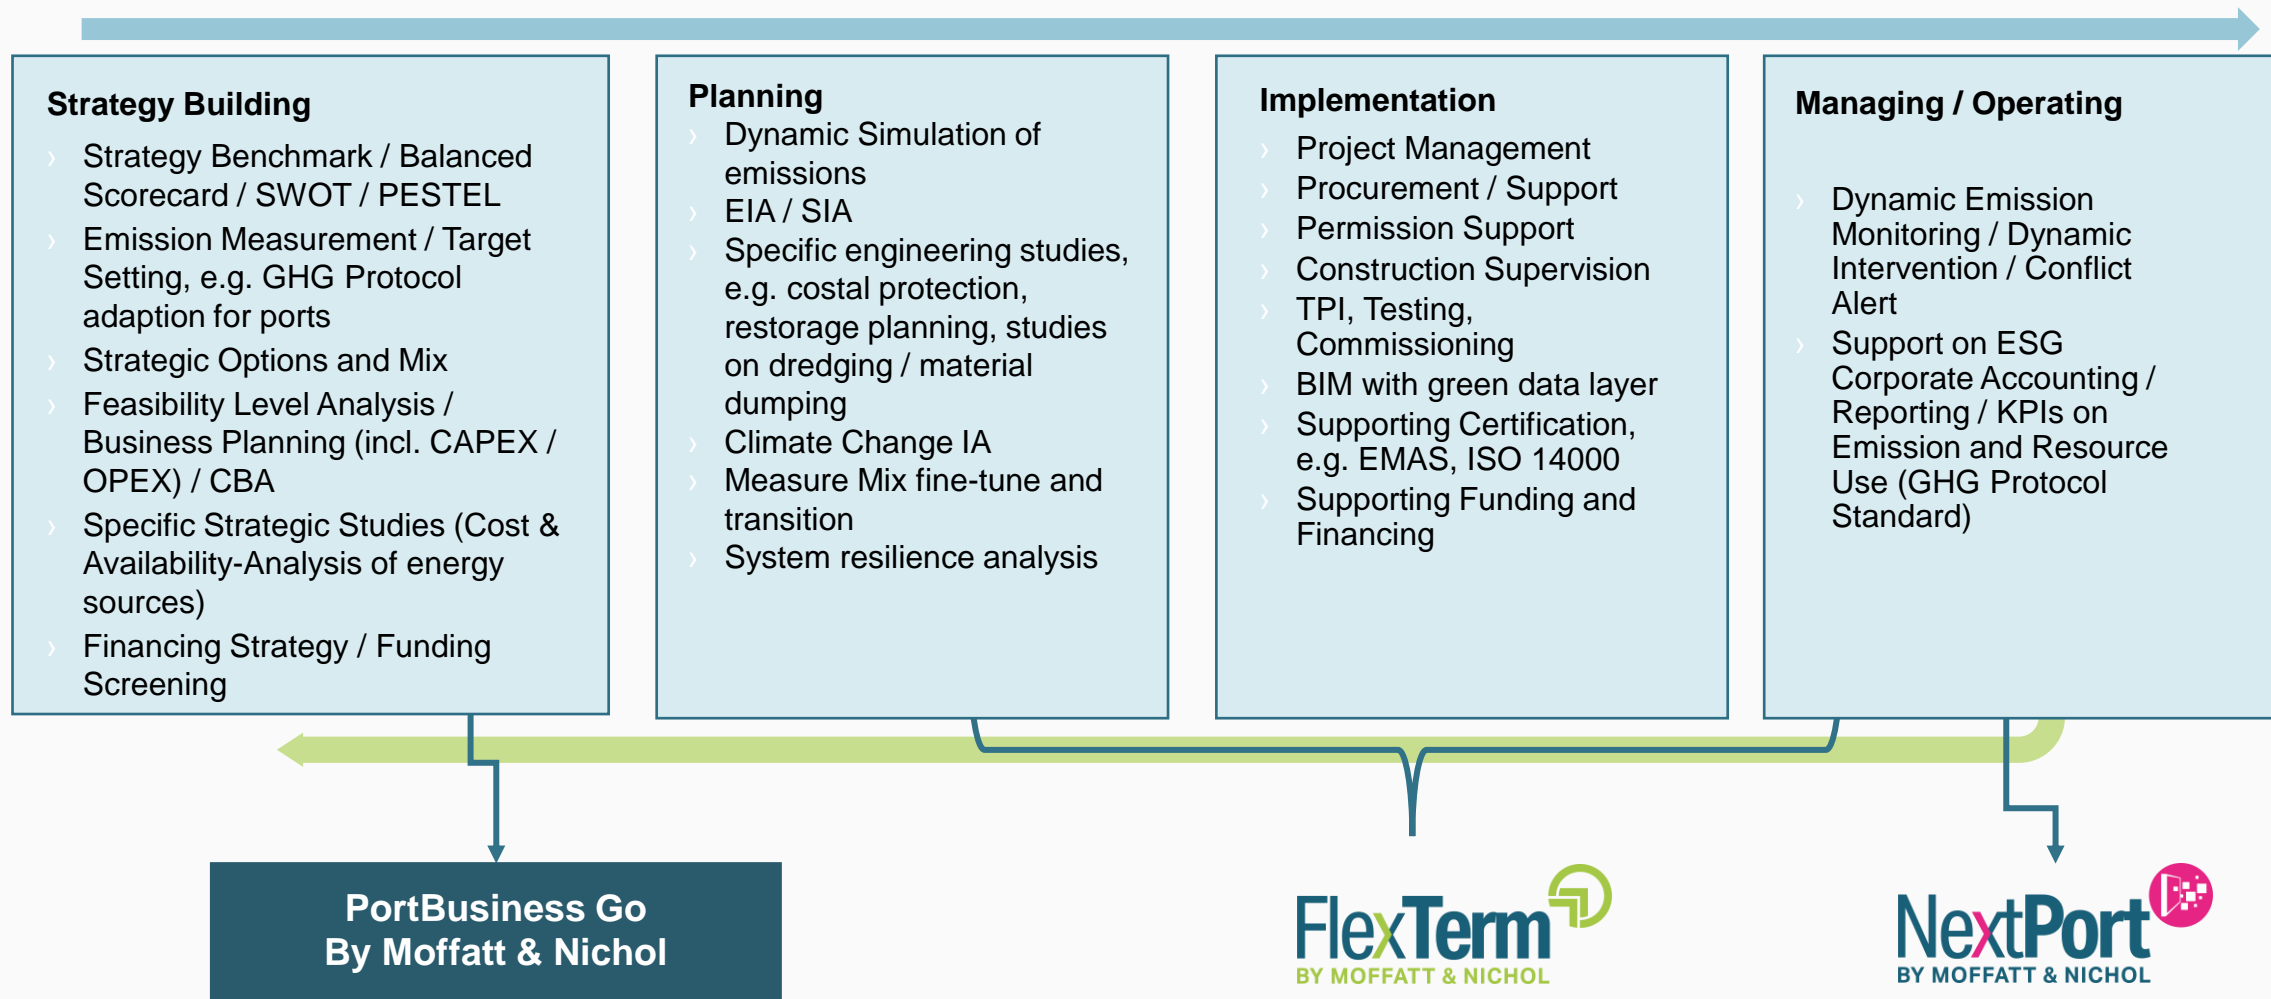 Strategy Building
› Strategy Benchmark / Balanced
Scorecard / SWOT / PESTEL
› Emission Measurement / Target
Setting, e.g. GHG Protocol
adaption for ports
› Strategic Options and Mix
› Feasibility Level Analysis /
Business Planning (incl. CAPEX /
OPEX) / CBA
› Specific Strategic Studies (Cost &
Availability-Analysis of energy
sources)
› Financing Strategy / Funding
Screening
Planning
› Dynamic Simulation of
emissions
› EIA / SIA
› Specific engineering studies,
e.g. costal protection,
restorage planning, studies
on dredging / material
dumping
› Climate Change IA
› Measure Mix fine-tune and
transition
› System resilience analysis
Implementation
› Project Management
› Procurement / Support
› Permission Support
› Construction Supervision
› TPI, Testing,
Commissioning
› BIM with green data layer
› Supporting Certification,
e.g. EMAS, ISO 14000
› Supporting Funding and
Financing
Managing / Operating
› Dynamic Emission
Monitoring / Dynamic
Intervention / Conflict
Alert
› Support on ESG
Corporate Accounting /
Reporting / KPIs on
Emission and Resource
Use (GHG Protocol
Standard)
PortBusiness Go
By Moffatt & Nichol
FlexTerm
BY MOFFATT & NICHOL
NextPort
BY MOFFATT & NICHOL